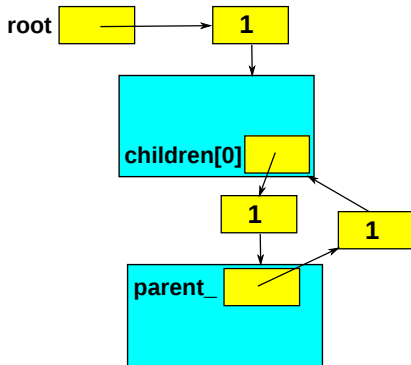 root 1
children[0]
1
1
parent_